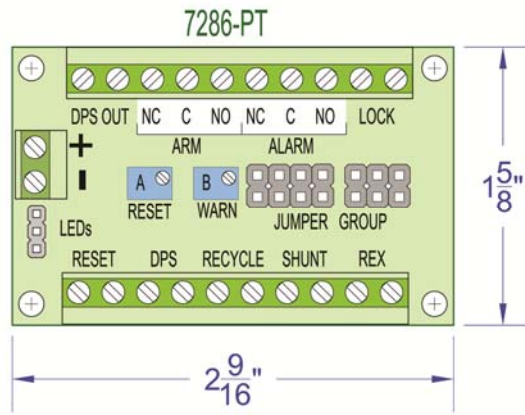 7286-PT
DPS OUT NC C NO NC C NO LOCK
ARM ALARM
+
-
A B
RESET WARN JUMPER GROUP
LEDs
RESET DPS RECYCLE SHUNT REX
1 5/8"
2 9/16"